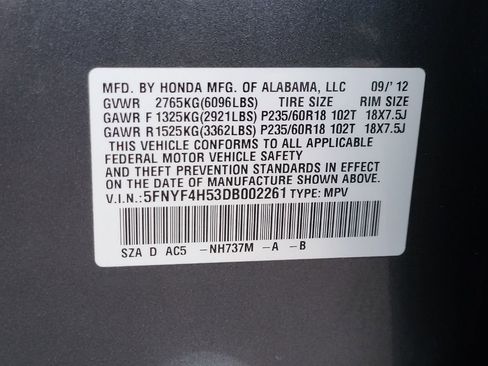 MFD. BY HONDA MFG. OF ALABAMA, LLC 09/'12
GVWR 2765KG(6096LBS) TIRE SIZE RIM SIZE
GAWR F 1325KG(2921LBS) P235/60R18 102T 18X7.5J
GAWR R 1525KG(3362LBS) P235/60R18 102T 18X7.5J
THIS VEHICLE CONFORMS TO ALL APPLICABLE
FEDERAL MOTOR VEHICLE SAFETY
AND THEFT PREVENTION STANDARDS IN EFFECT
ON THE DATE OF MANUFACTURE SHOWN ABOVE.
V.I.N.:5FNYF4H53DB002261 TYPE: MPV
SZA D AC5 -NH737M -A -B